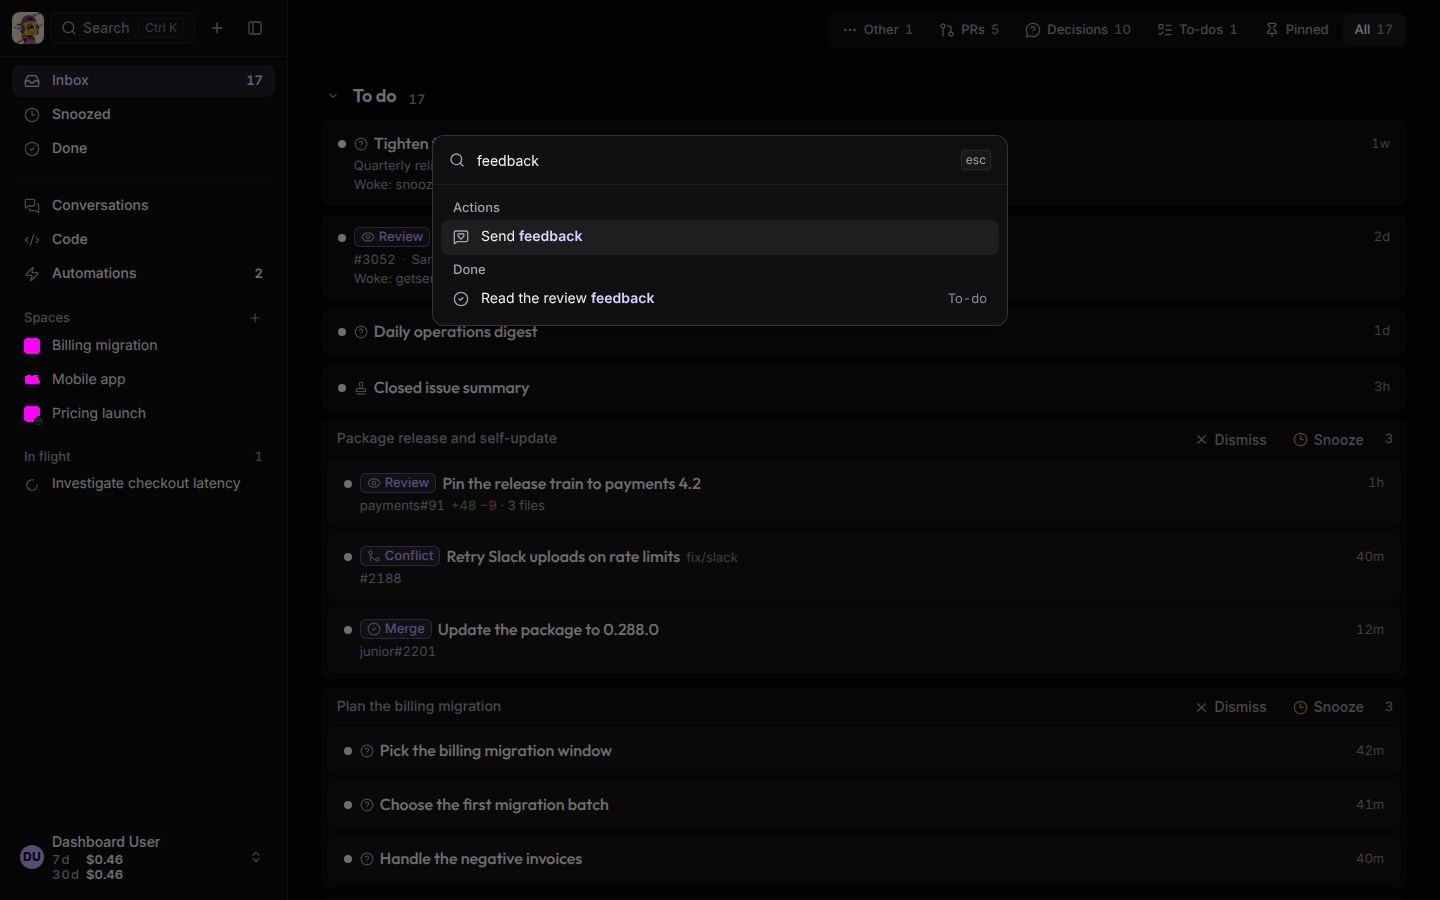 Search Ctrl K
Inbox 17
Snoozed
Done
Conversations
Code
Automations 2
Spaces
Billing migration
Mobile app
Pricing launch
In flight 1
Investigate checkout latency
Dashboard User
DU
7d $0.46
30d $0.46
Other 1 PRs 5 Decisions 10 To-dos 1 Pinned All 17
To do 17
Tighten 1w
Quarterly
Woke:
feedback esc
Actions
Send feedback
Done
Read the review feedback To-do
Review 2d
#3052 ·
Woke:
Daily operations digest 1d
Closed issue summary 3h
Package release and self-update Dismiss Snooze 3
Review Pin the release train to payments 4.2 1h
payments#91 +48 −9 · 3 files
Conflict Retry Slack uploads on rate limits fix/slack 40m
#2188
Merge Update the package to 0.288.0 12m
junior#2201
Plan the billing migration Dismiss Snooze 3
Pick the billing migration window 42m
Choose the first migration batch 41m
Handle the negative invoices 40m